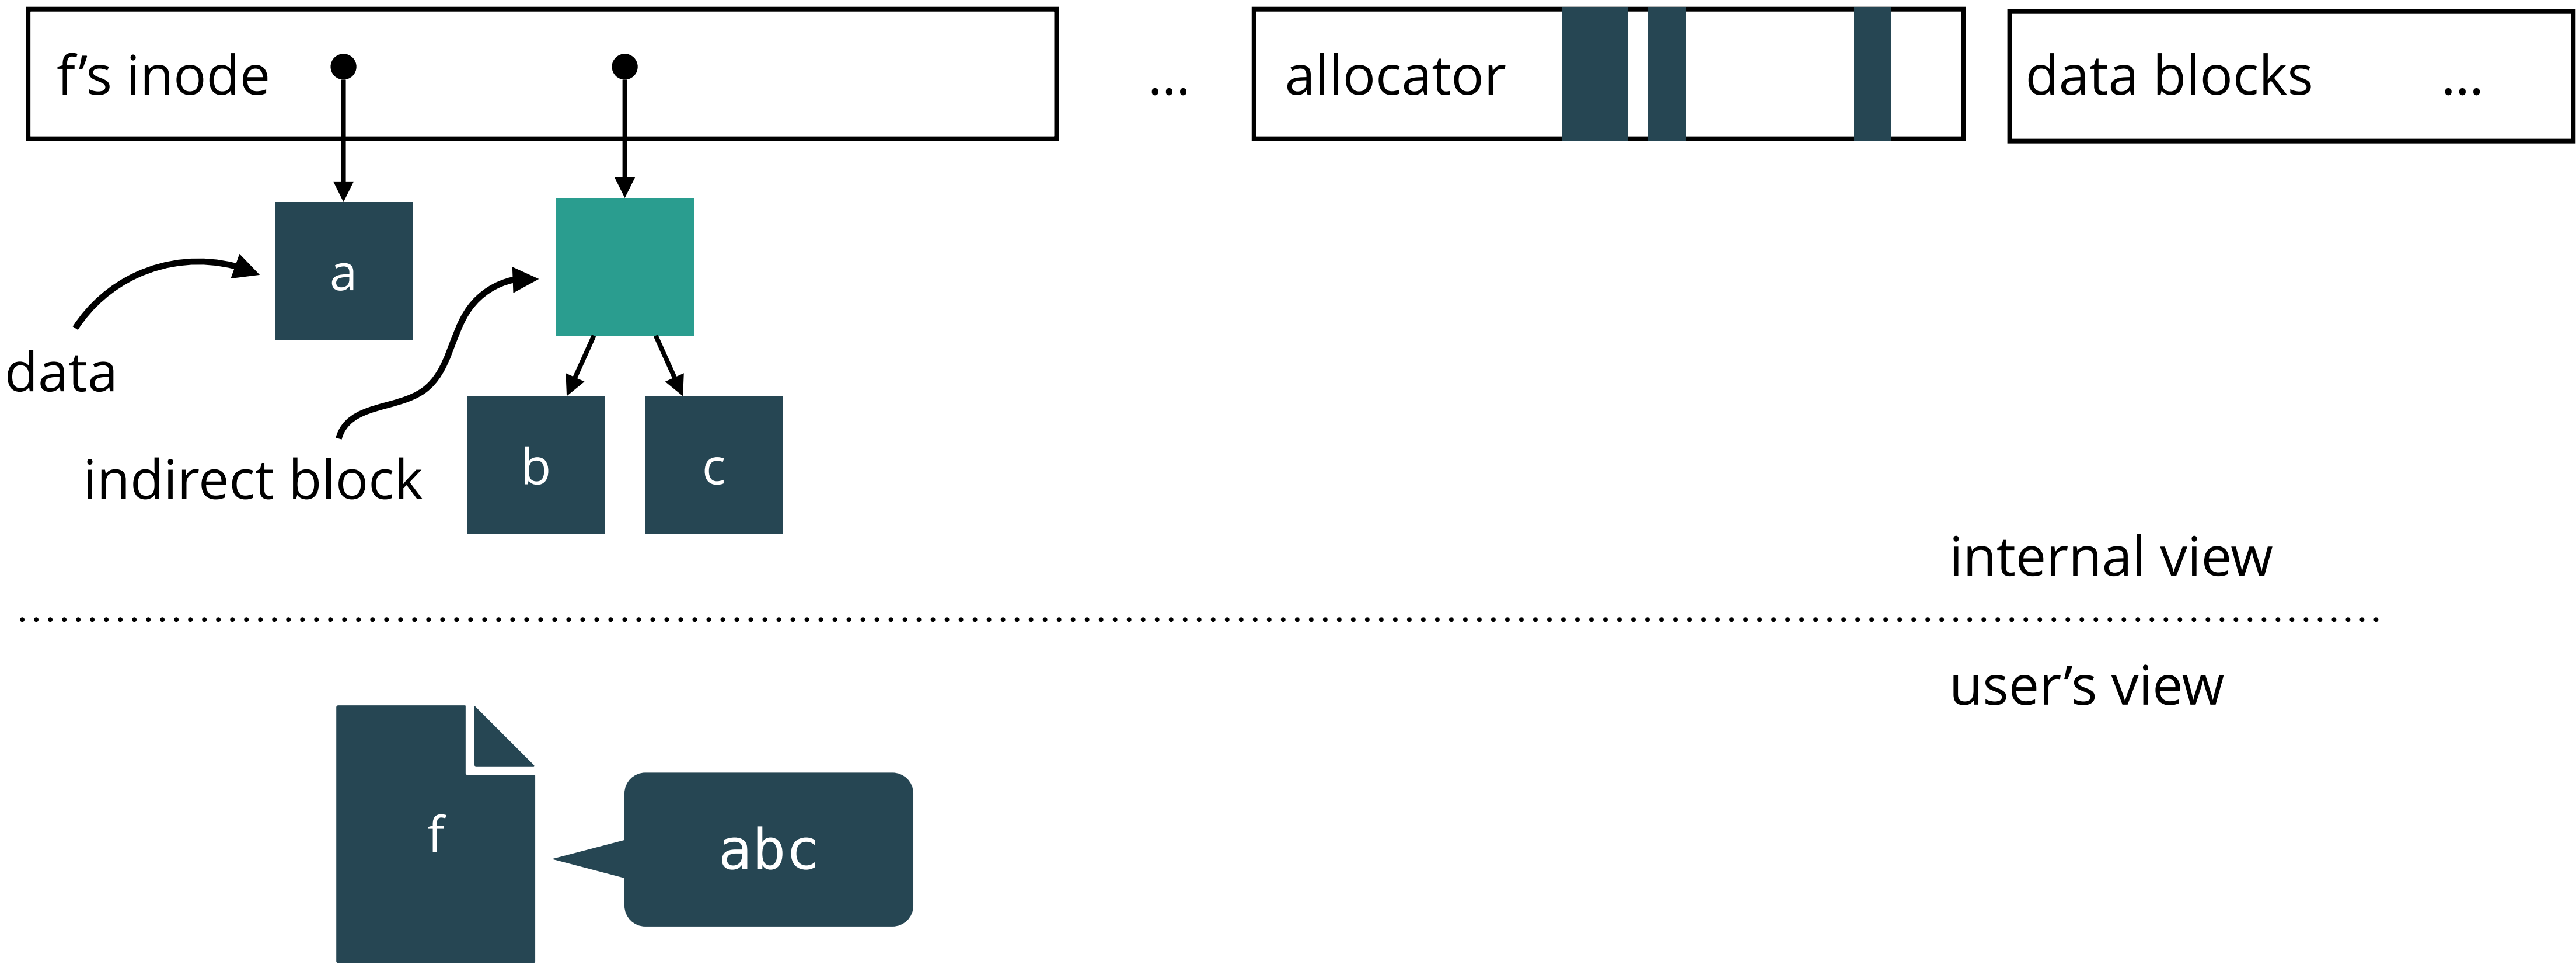 f’s inode
...
allocator
data blocks ...
a
data
indirect block
b
c
internal view
user’s view
f
abc